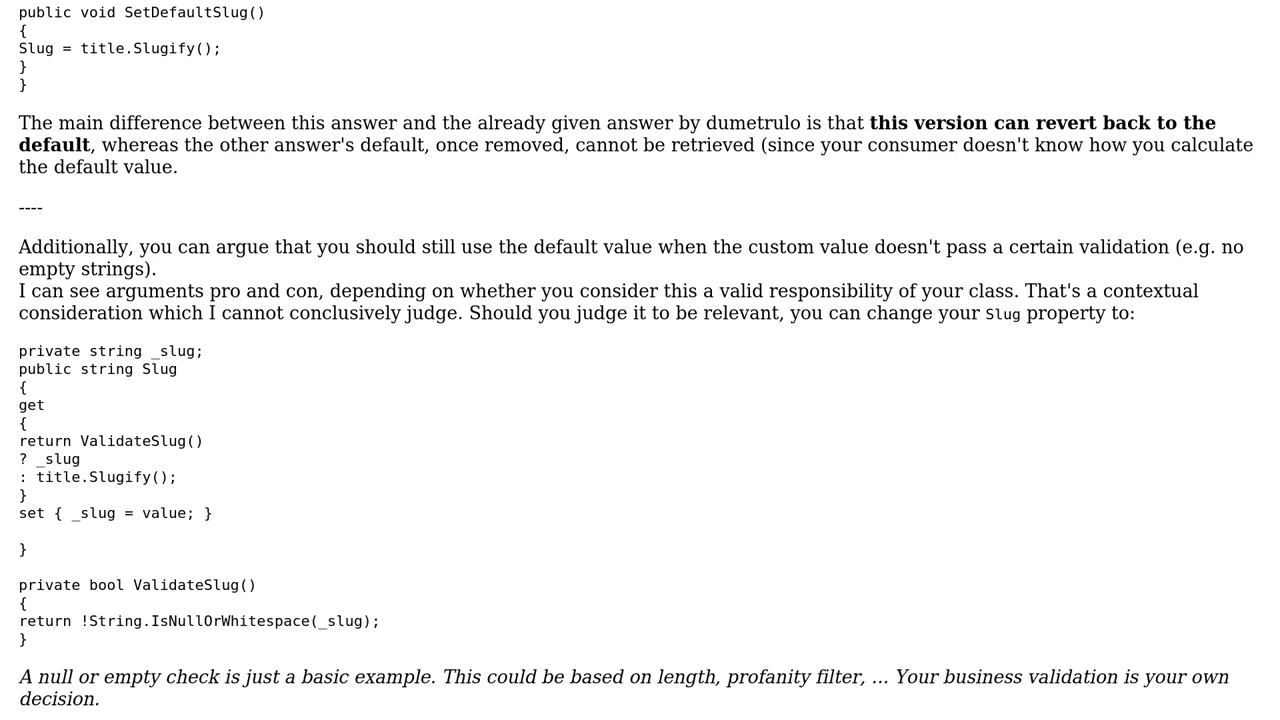 public void SetDefaultSlug()
{
Slug = title.Slugify();
}
}
The main difference between this answer and the already given answer by dumetrulo is that this version can revert back to the
default, whereas the other answer's default, once removed, cannot be retrieved (since your consumer doesn't know how you calculate
the default value.
----
Additionally, you can argue that you should still use the default value when the custom value doesn't pass a certain validation (e.g. no
empty strings).
I can see arguments pro and con, depending on whether you consider this a valid responsibility of your class. That's a contextual
consideration which I cannot conclusively judge. Should you judge it to be relevant, you can change your Slug property to:
private string _slug;
public string Slug
{
get
{
return ValidateSlug()
? _slug
: title.Slugify();
}
set { _slug = value; }
}
private bool ValidateSlug()
{
return !String.IsNullOrWhitespace(_slug);
}
A null or empty check is just a basic example. This could be based on length, profanity filter, ... Your business validation is your own
decision.